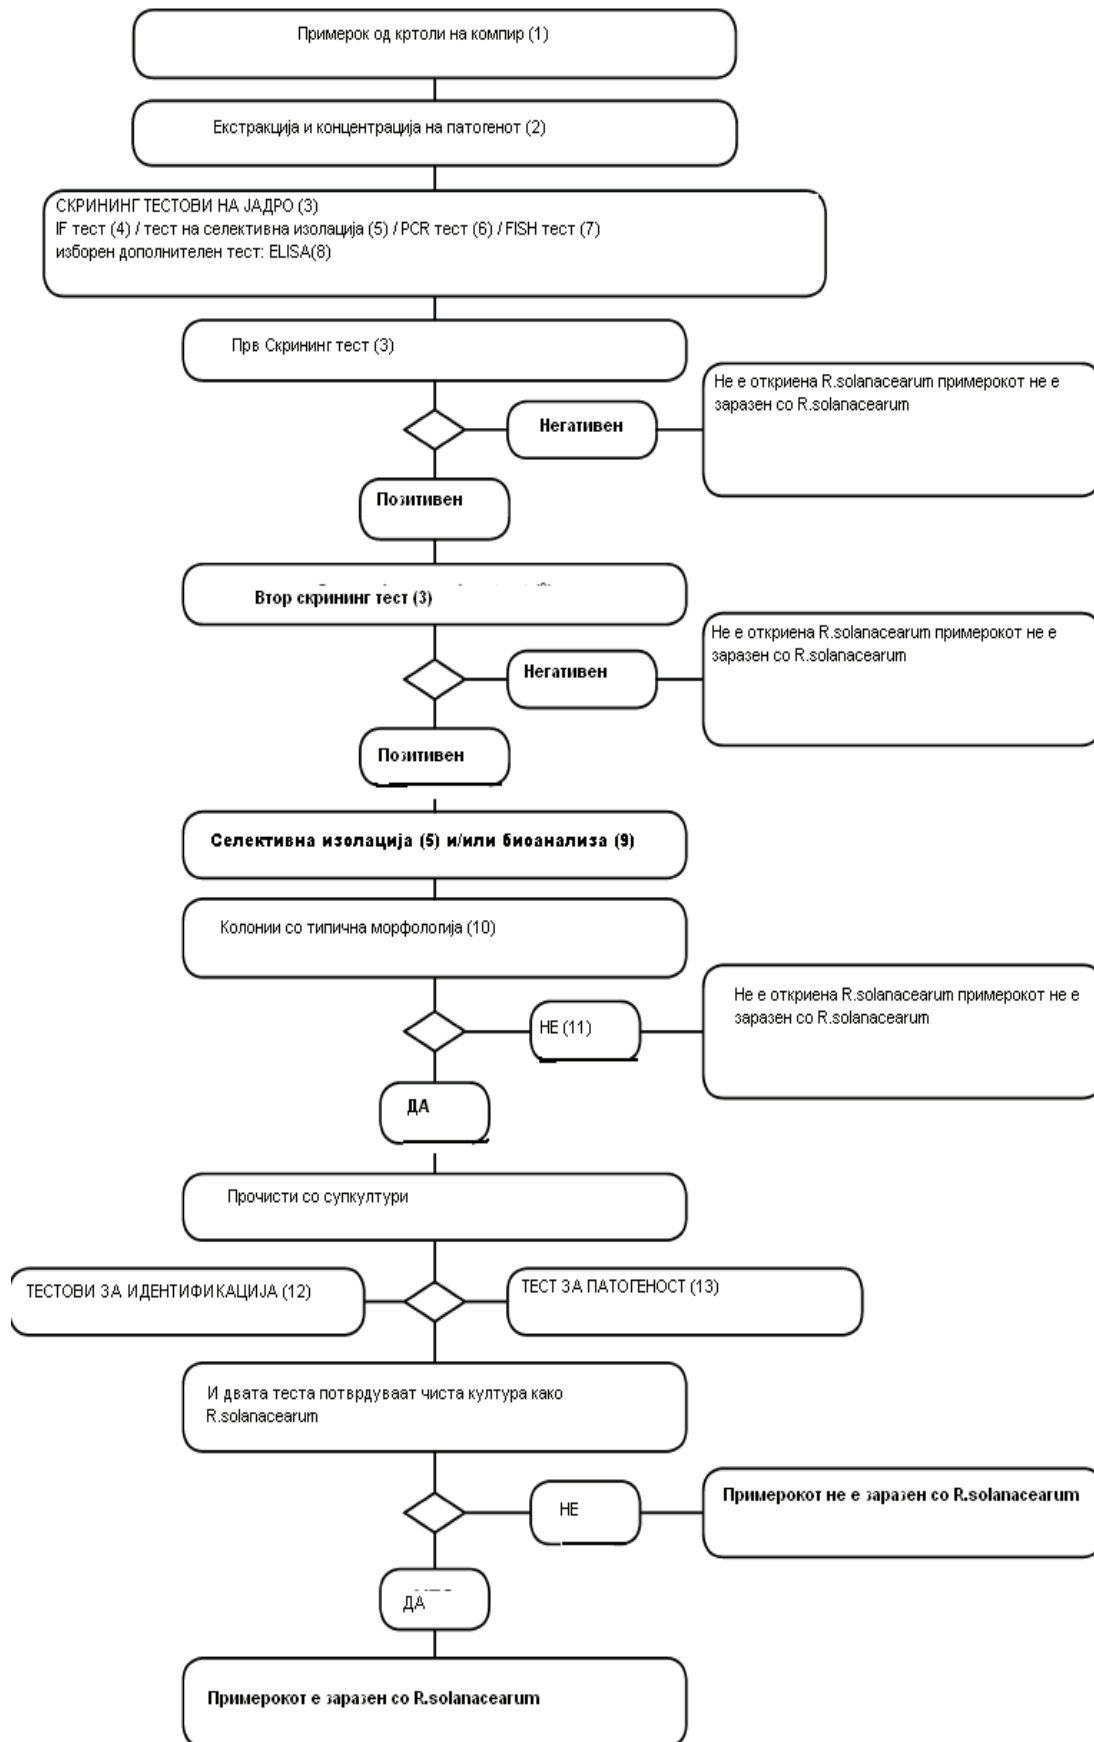 Примерок од кртоли на компир (1)
Екстракција и концентрација на патогенот (2)
СКРИНИНГ ТЕСТОВИ НА ЈАДРО (3)
IF тест (4) / тест на селективна изолација (5) / PCR тест (6) / FISH тест (7)
изборен дополнителен тест: ELISA(8)
Прв Скрининг тест (3)
Не е откриена R.solanacearum примерокот не е
заразен со R.solanacearum
Негативен
Позитивен
Втор скрининг тест (3)
Не е откриена R.solanacearum примерокот не е
заразен со R.solanacearum
Негативен
Позитивен
Селективна изолација (5) и/или биоанализа (9)
Колонии со типична морфологија (10)
Не е откриена R.solanacearum примерокот не е
заразен со R.solanacearum
НЕ (11)
ДА
Прочисти со супкултури
ТЕСТОВИ ЗА ИДЕНТИФИКАЦИЈА (12)
ТЕСТ ЗА ПАТОГЕНОСТ (13)
И двата теста потврдуваат чиста култура како
R.solanacearum
НЕ
Примерокот не е заразен со R.solanacearum
ДА
Примерокот е заразен со R.solanacearum